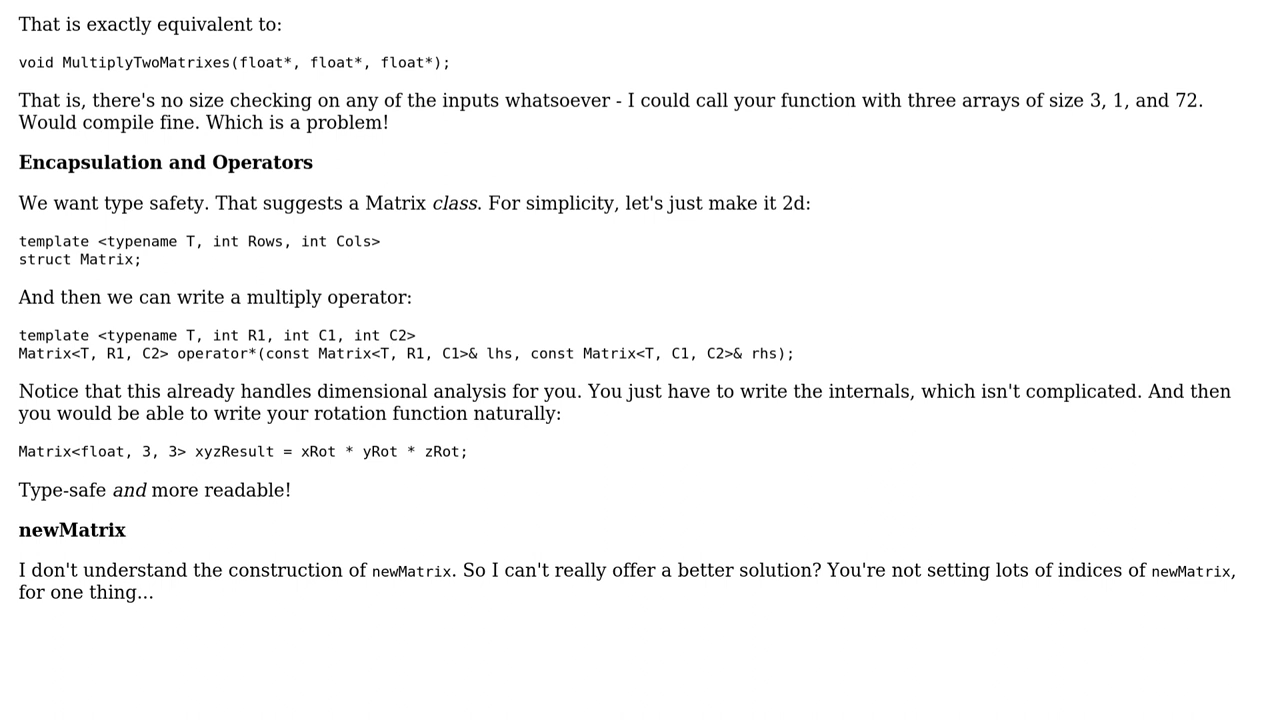 That is exactly equivalent to:
void MultiplyTwoMatrixes(float*, float*, float*);
That is, there's no size checking on any of the inputs whatsoever - I could call your function with three arrays of size 3, 1, and 72.
Would compile fine. Which is a problem!
Encapsulation and Operators
We want type safety. That suggests a Matrix class. For simplicity, let's just make it 2d:
template <typename T, int Rows, int Cols>
struct Matrix;
And then we can write a multiply operator:
template <typename T, int R1, int C1, int C2>
Matrix<T, R1, C2> operator*(const Matrix<T, R1, C1>& lhs, const Matrix<T, C1, C2>& rhs);
Notice that this already handles dimensional analysis for you. You just have to write the internals, which isn't complicated. And then
you would be able to write your rotation function naturally:
Matrix<float, 3, 3> xyzResult = xRot * yRot * zRot;
Type-safe and more readable!
newMatrix
I don't understand the construction of newMatrix. So I can't really offer a better solution? You're not setting lots of indices of newMatrix,
for one thing...